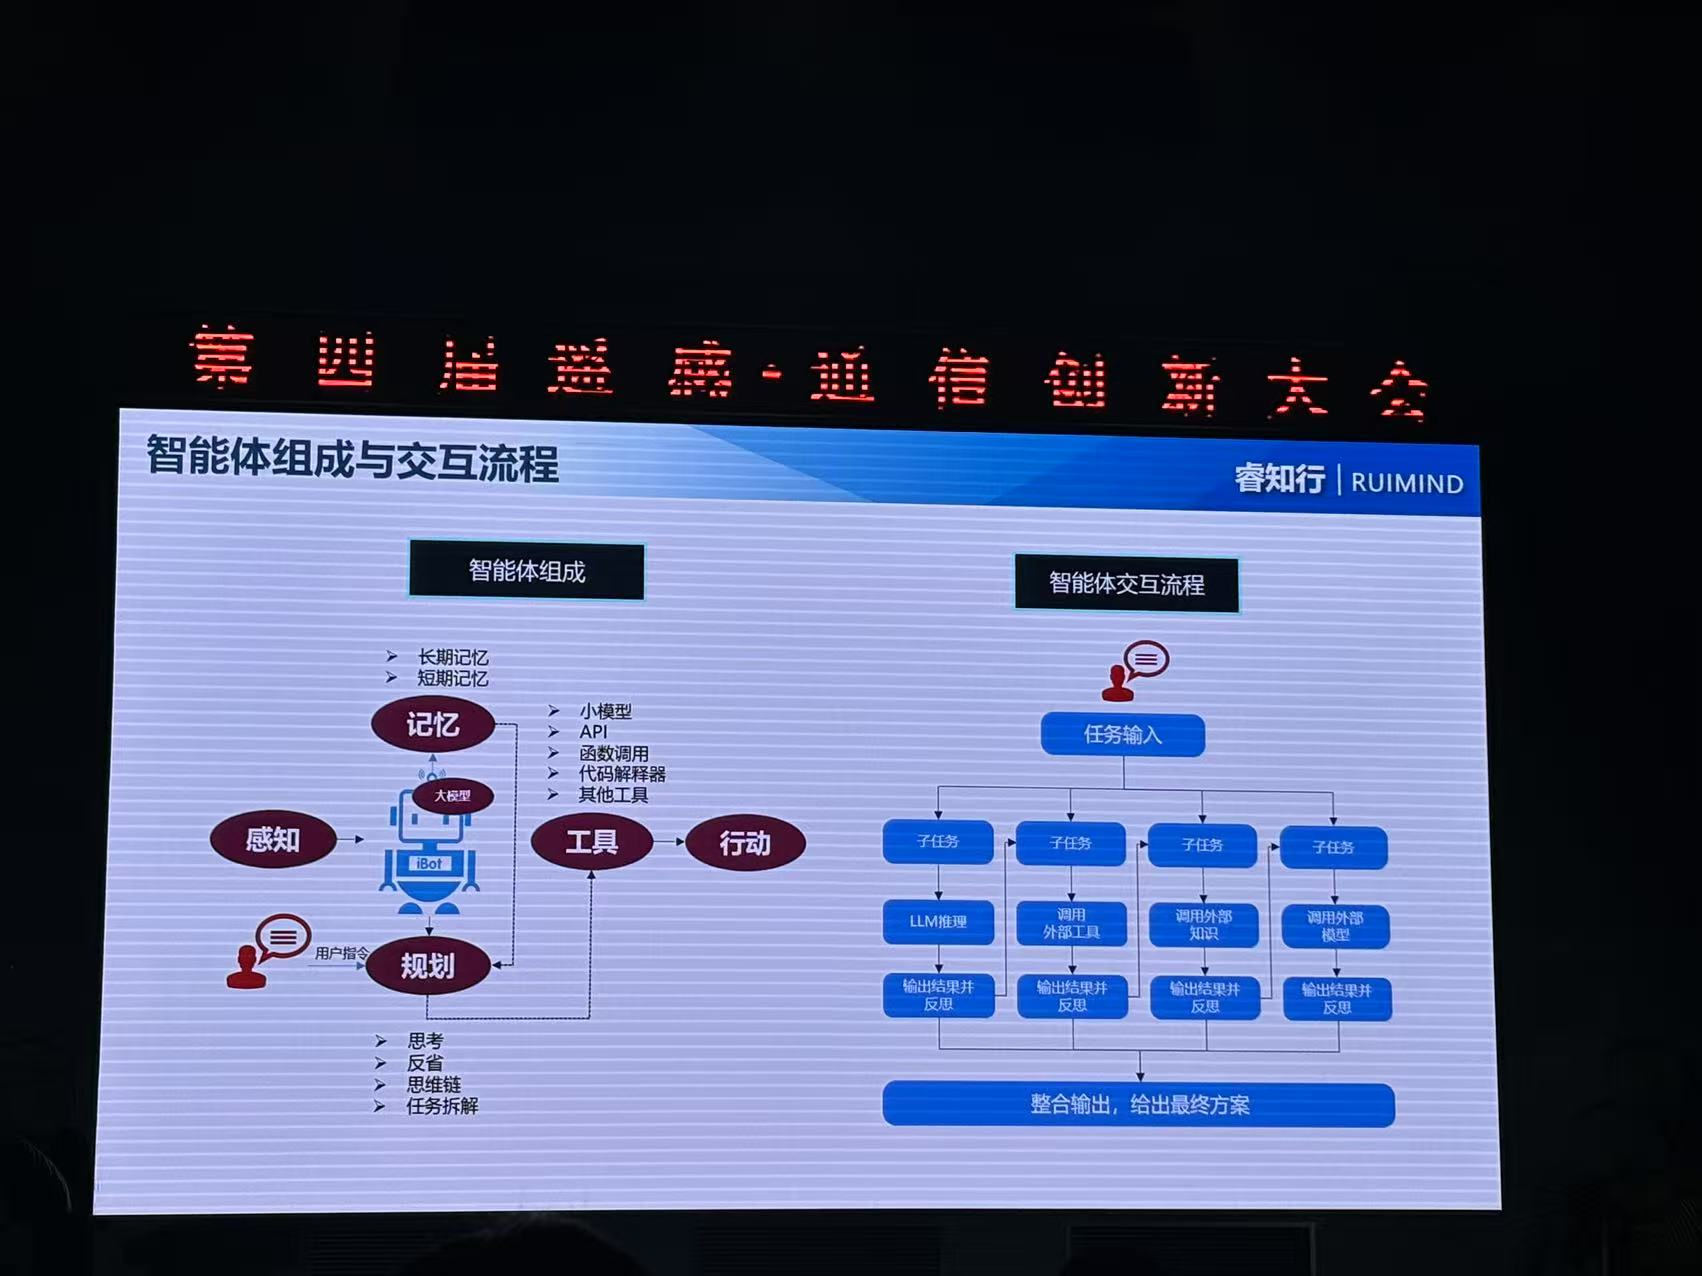 第四届遥感·通信创新大会
智能体组成与交互流程
睿知行 | RUIMIND
智能体组成
长期记忆
短期记忆
记忆
小模型
API
函数调用
代码解释器
其他工具
大模型
感知
iBot
工具
行动
用户指令
规划
思考
反省
思维链
任务拆解
智能体交互流程
任务输入
子任务
子任务
子任务
子任务
LLM推理
调用
外部工具
调用外部
知识
调用外部
模型
输出结果并
反思
输出结果并
反思
输出结果并
反思
输出结果并
反思
整合输出，给出最终方案